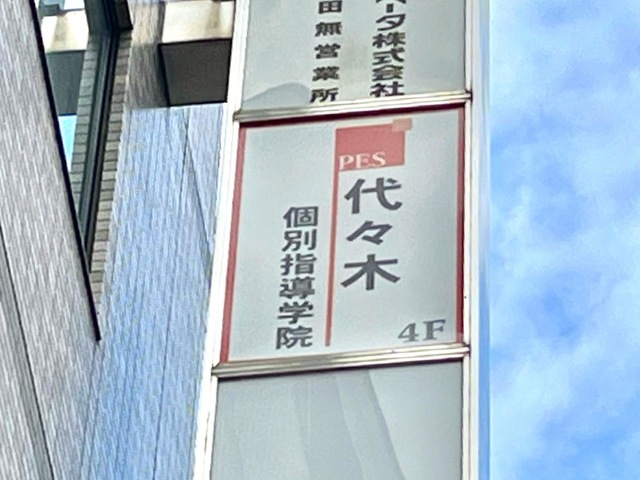 ータ株式会社
田無営業所
PES
代々木
個別指導学院
4F